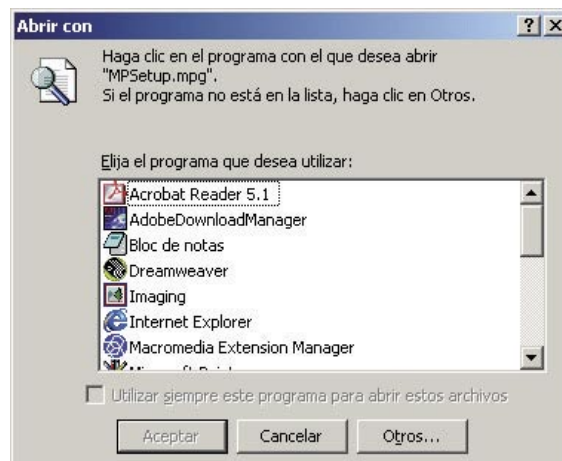 Abrir con
Haga clic en el programa con el que desea abrir
"MPSetup.mpg".
Si el programa no está en la lista, haga clic en Otros.
Elija el programa que desea utilizar:
Acrobat Reader 5.1
AdobeDownloadManager
Bloc de notas
Dreamweaver
Imaging
Internet Explorer
Macromedia Extension Manager
Utilizar siempre este programa para abrir estos archivos
Aceptar
Cancelar
Otros...